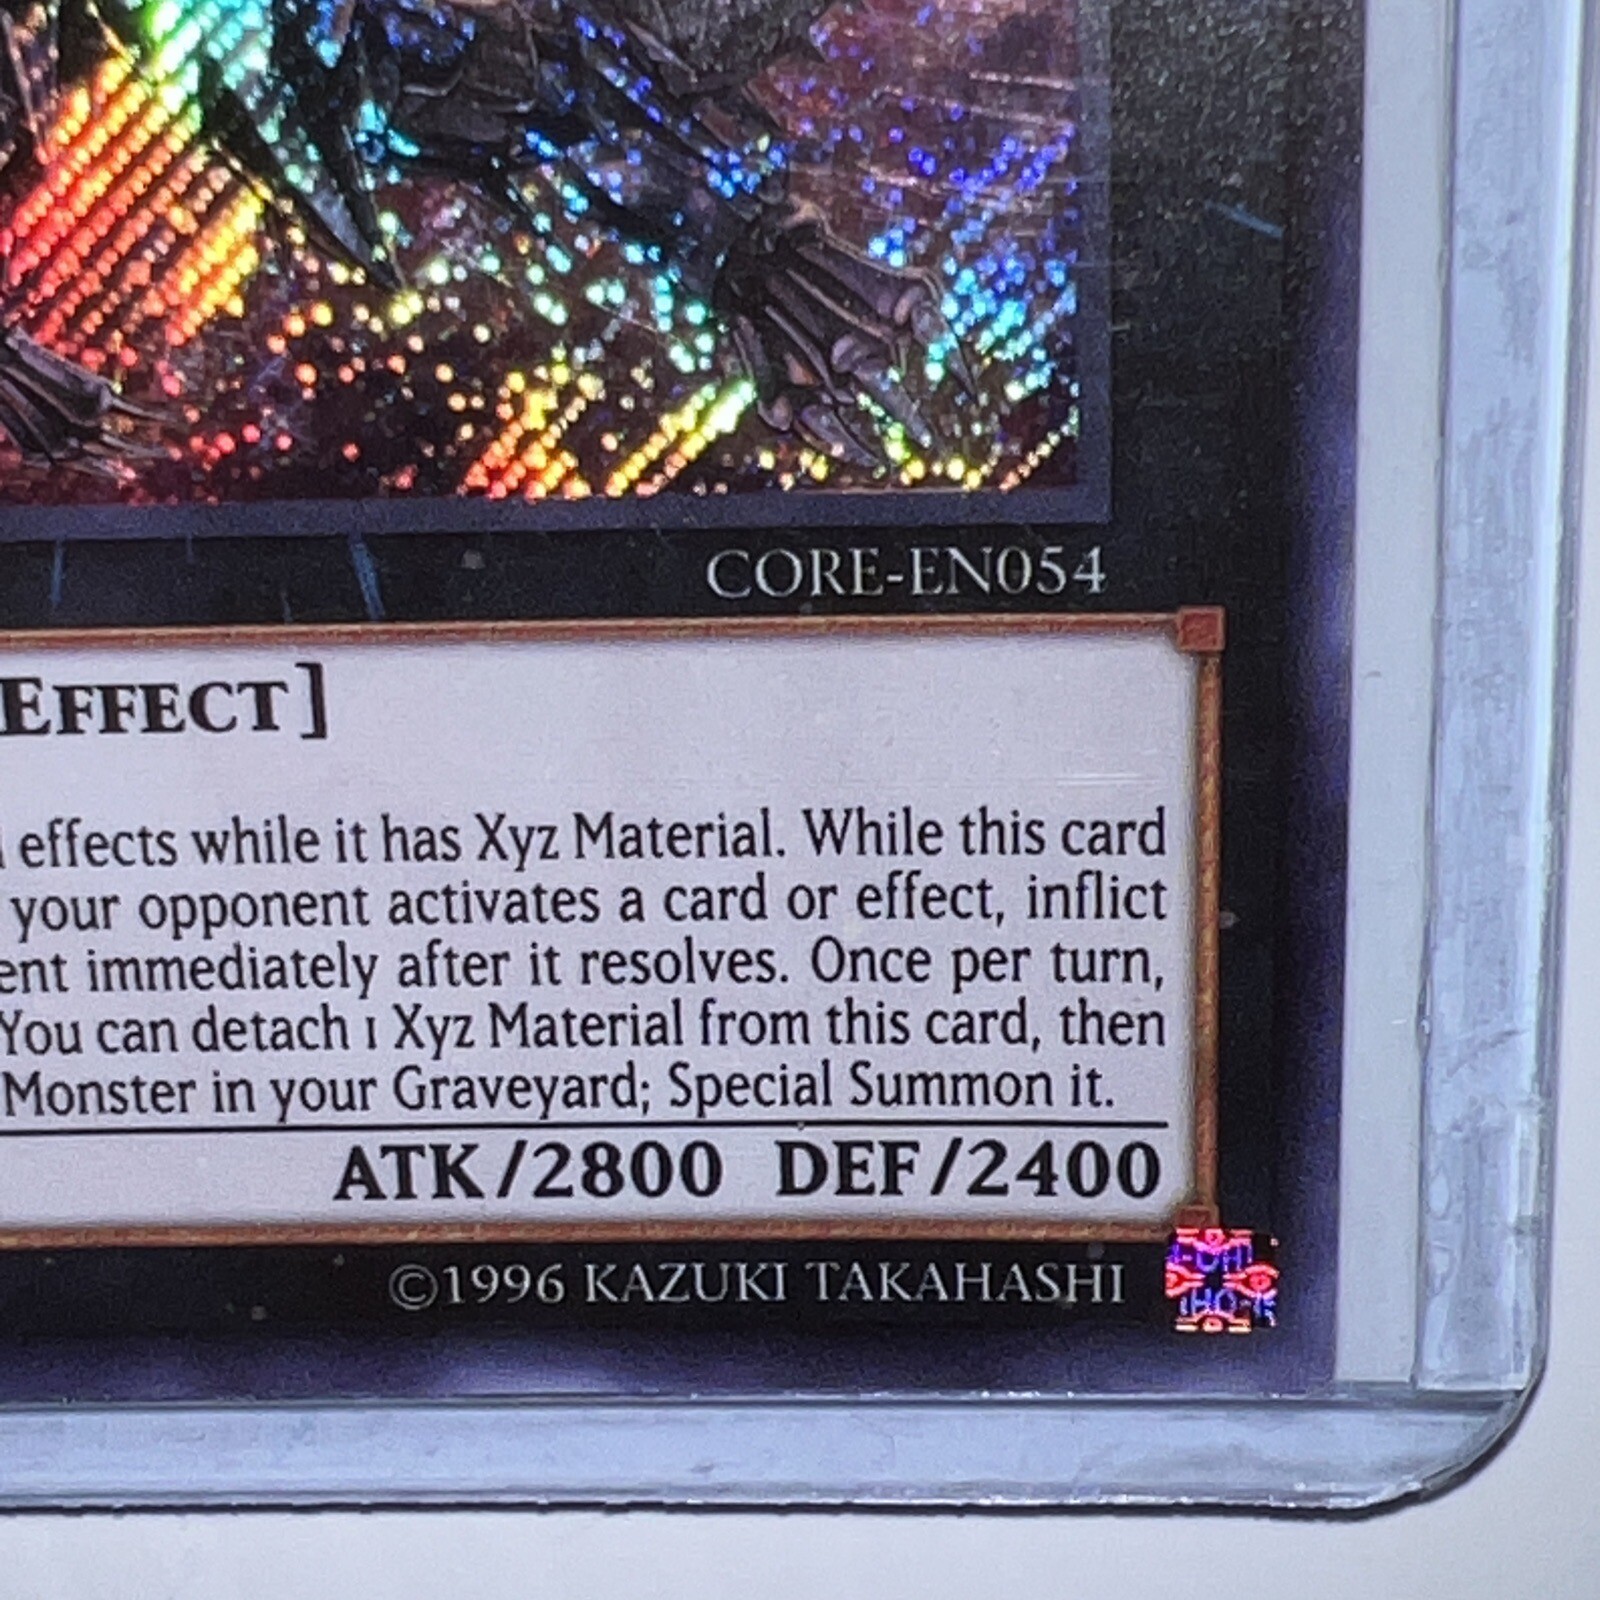 CORE-EN054
EFFECT]
effects while it has Xyz Material. While this card
your opponent activates a card or effect, inflict
ent immediately after it resolves. Once per turn,
You can detach 1 Xyz Material from this card, then
Monster in your Graveyard; Special Summon it.
ATK/2800 DEF/2400
©1996 KAZUKI TAKAHASHI